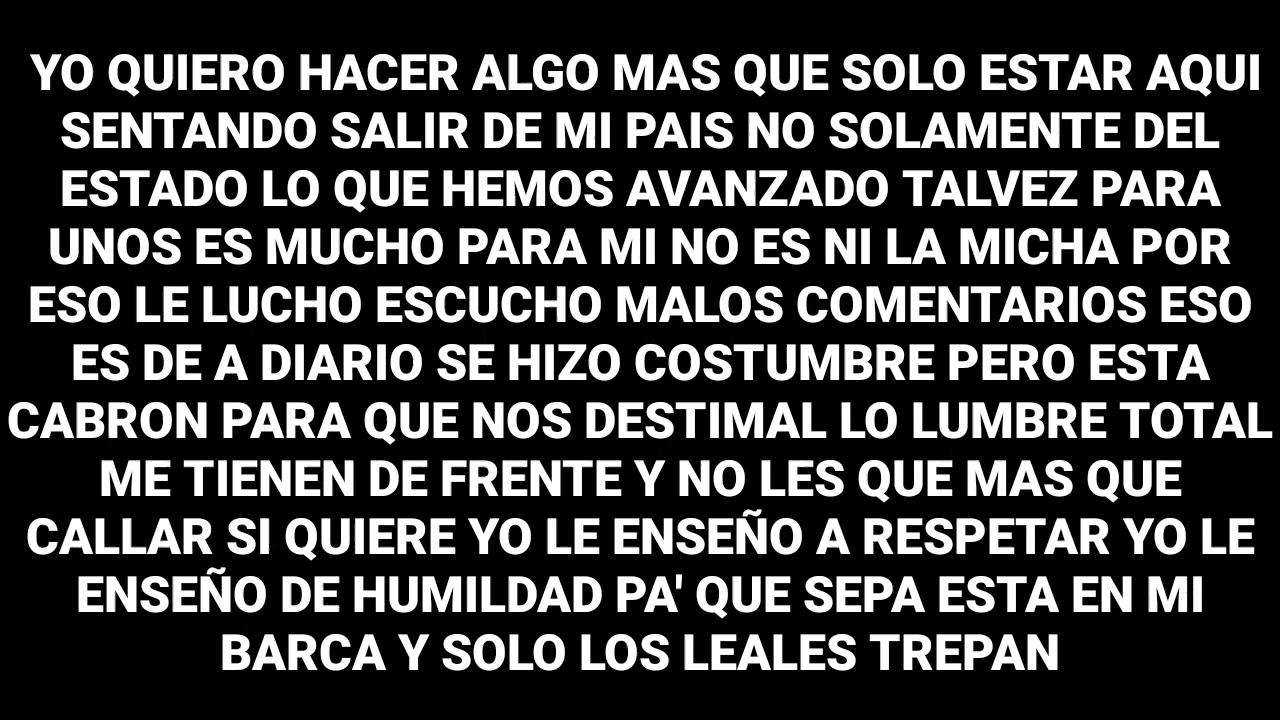 YO QUIERO HACER ALGO MAS QUE SOLO ESTAR AQUI
SENTANDO SALIR DE MI PAIS NO SOLAMENTE DEL
ESTADO LO QUE HEMOS AVANZADO TALVEZ PARA
UNOS ES MUCHO PARA MI NO ES NI LA MICHA POR
ESO LE LUCHO ESCUCHO MALOS COMENTARIOS ESO
ES DE A DIARIO SE HIZO COSTUMBRE PERO ESTA
CABRON PARA QUE NOS DESTIMAL LO LUMBRE TOTAL
ME TIENEN DE FRENTE Y NO LES QUE MAS QUE
CALLAR SI QUIERE YO LE ENSEÑO A RESPETAR YO LE
ENSEÑO DE HUMILDAD PA' QUE SEPA ESTA EN MI
BARCA Y SOLO LOS LEALES TREPAN